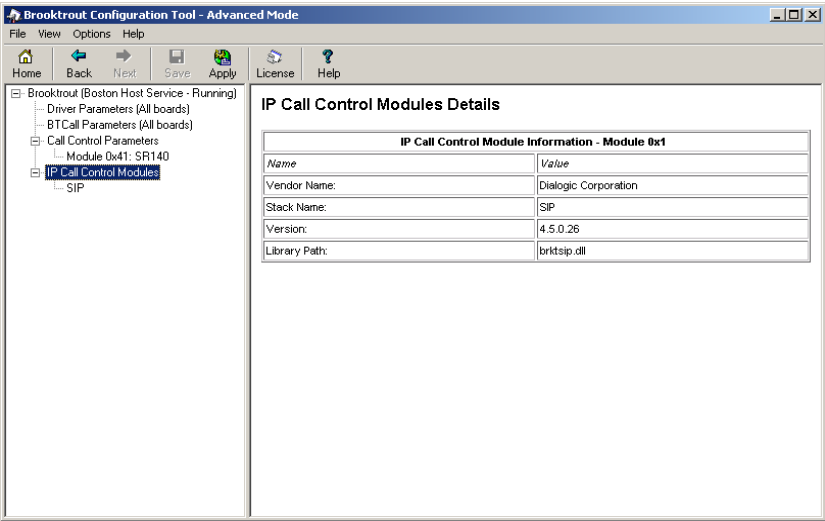 Brooktrout Configuration Tool - Advanced Mode
File View Options Help
Home Back Next Save Apply License Help
Brooktrout (Boston Host Service - Running)
Driver Parameters (All boards)
BTCall Parameters (All boards)
Call Control Parameters
Module 0x41: SR140
IP Call Control Modules
SIP
IP Call Control Modules Details
IP Call Control Module Information - Module 0x1
Name Value
Vendor Name: Dialogic Corporation
Stack Name: SIP
Version: 4.5.0.26
Library Path: brktsip.dll